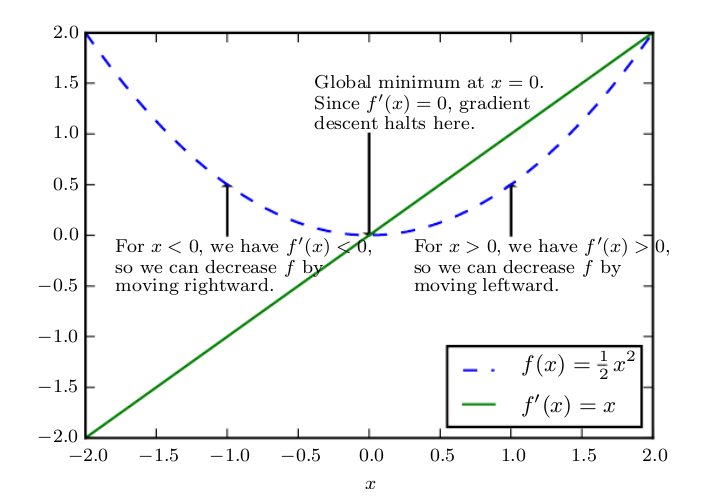 2.0
1.5
1.0
0.5
0.0
−0.5
−1.0
−1.5
−2.0
Global minimum at x = 0.
Since f′(x) = 0, gradient
descent halts here.
For x < 0, we have f′(x) < 0,
so we can decrease f by
moving rightward.
For x > 0, we have f′(x) > 0,
so we can decrease f by
moving leftward.
f(x) = ½x²
f′(x) = x
−2.0 −1.5 −1.0 −0.5 0.0 0.5 1.0 1.5 2.0
x